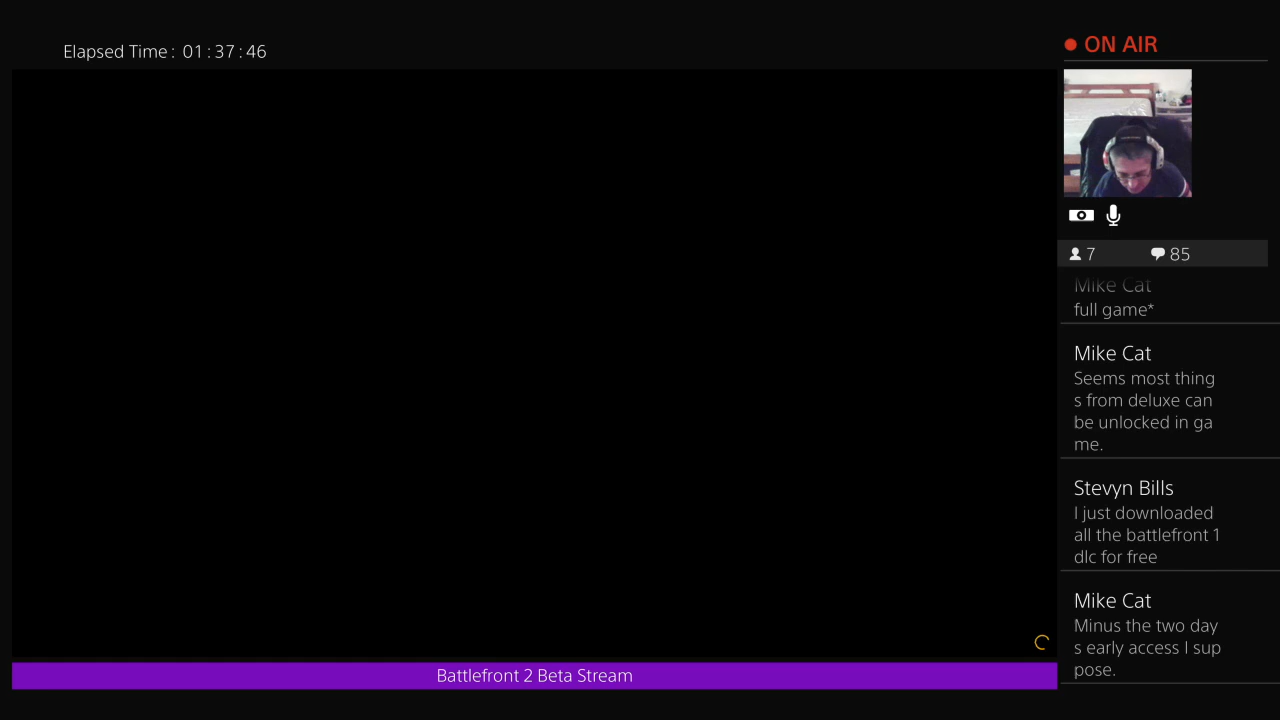 Elapsed Time : 01 : 37 : 46
ON AIR
7
85
Mike Cat
full game*
Mike Cat
Seems most thing
s from deluxe can
be unlocked in ga
me.
Stevyn Bills
I just downloaded
all the battlefront 1
dlc for free
Mike Cat
Minus the two day
s early access I sup
pose.
Battlefront 2 Beta Stream